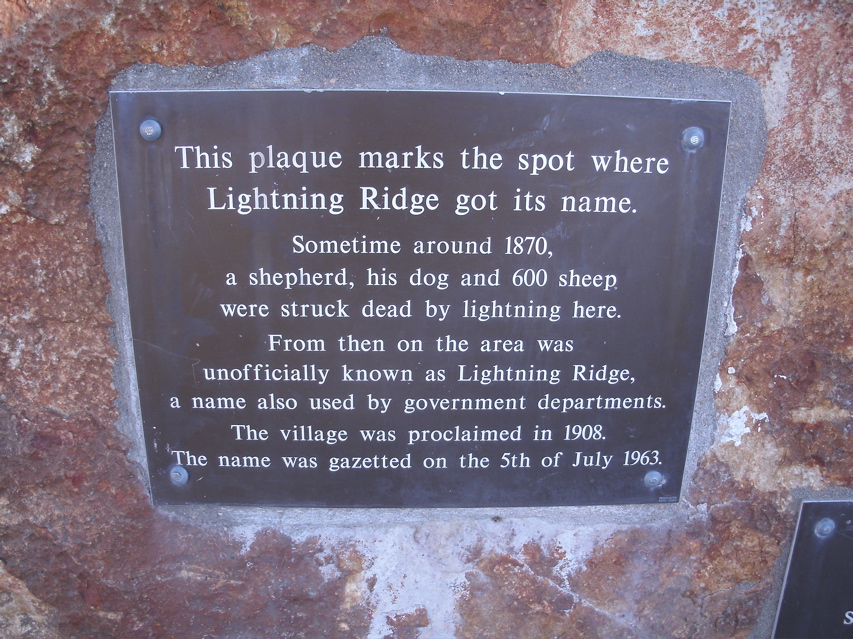 This plaque marks the spot where
Lightning Ridge got its name.
Sometime around 1870,
a shepherd, his dog and 600 sheep
were struck dead by lightning here.
From then on the area was
unofficially known as Lightning Ridge,
a name also used by government departments.
The village was proclaimed in 1908.
The name was gazetted on the 5th of July 1963.